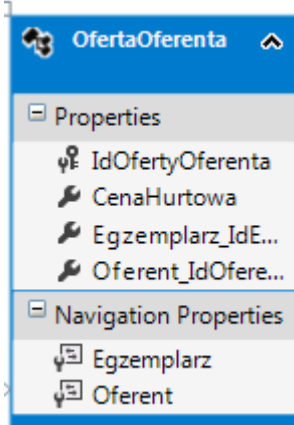 OfertaOferenta
Properties
IdOfertyOferenta
CenaHurtowa
Egzemplarz_IdE...
Oferent_IdOfere...
Navigation Properties
Egzemplarz
Oferent